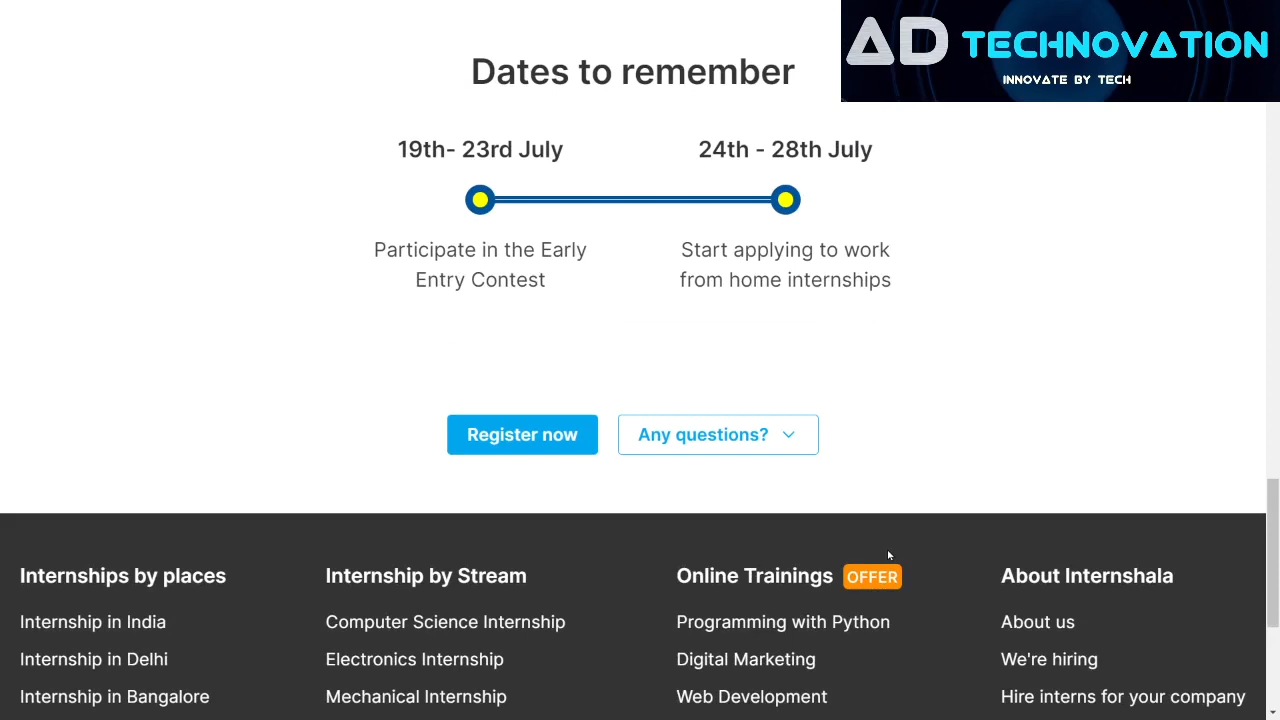 AD TECHNOVATION
INNOVATE BY TECH
Dates to remember
19th- 23rd July
24th - 28th July
Participate in the Early
Entry Contest
Start applying to work
from home internships
Register now
Any questions?
Internships by places
Internship in India
Internship in Delhi
Internship in Bangalore
Internship by Stream
Computer Science Internship
Electronics Internship
Mechanical Internship
Online Trainings OFFER
Programming with Python
Digital Marketing
Web Development
About Internshala
About us
We're hiring
Hire interns for your company